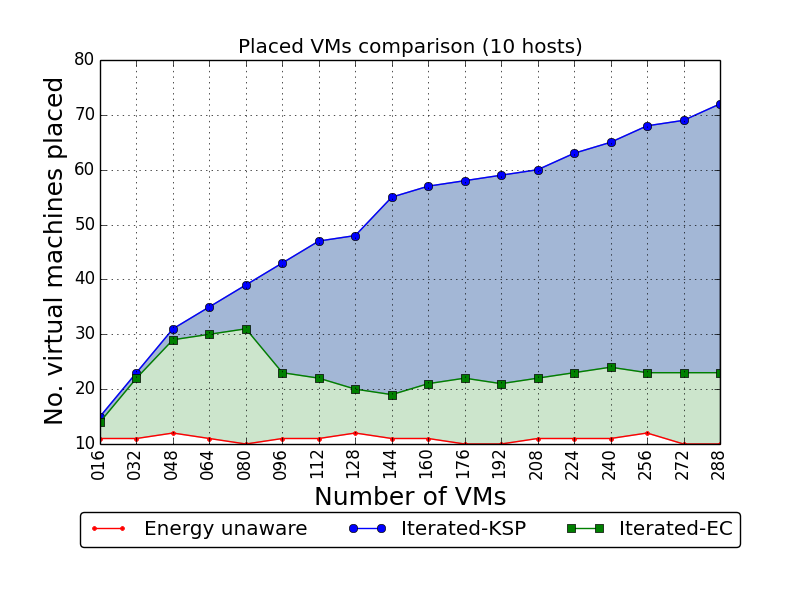 Placed VMs comparison (10 hosts)
No. virtual machines placed
80
70
60
50
40
30
20
10
016 032 048 064 080 096 112 128 144 160 176 192 208 224 240 256 272 288
Number of VMs
Energy unaware Iterated-KSP Iterated-EC